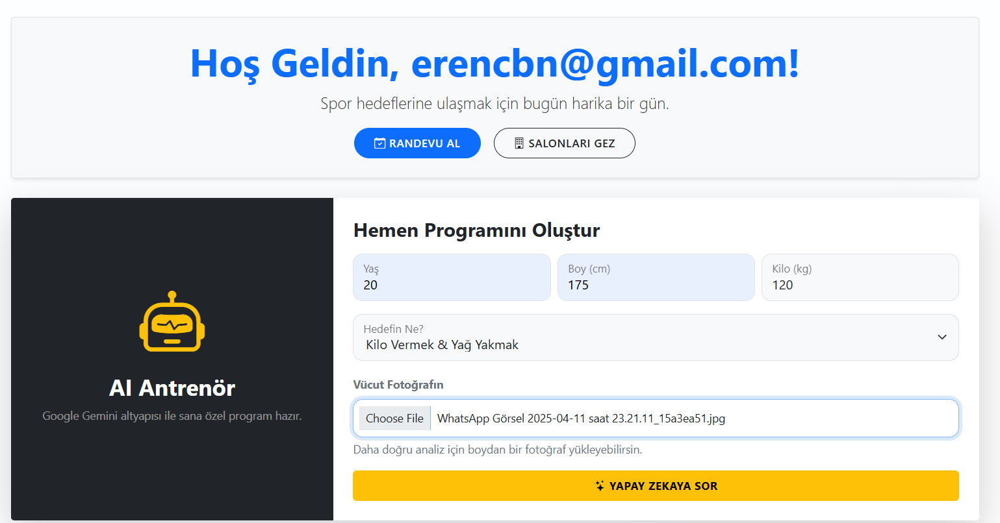 Hoş Geldin, erencbn@gmail.com!
Spor hedeflerine ulaşmak için bugün harika bir gün.
RANDEVU AL
SALONLARI GEZ
AI Antrenör
Google Gemini altyapısı ile sana özel program hazır.
Hemen Programını Oluştur
Yaş
20
Boy (cm)
175
Kilo (kg)
120
Hedefin Ne?
Kilo Vermek & Yağ Yakmak
Vücut Fotoğrafın
Choose File WhatsApp Görsel 2025-04-11 saat 23.21.11_15a3ea51.jpg
Daha doğru analiz için boydan bir fotoğraf yükleyebilirsin.
YAPAY ZEKAYA SOR